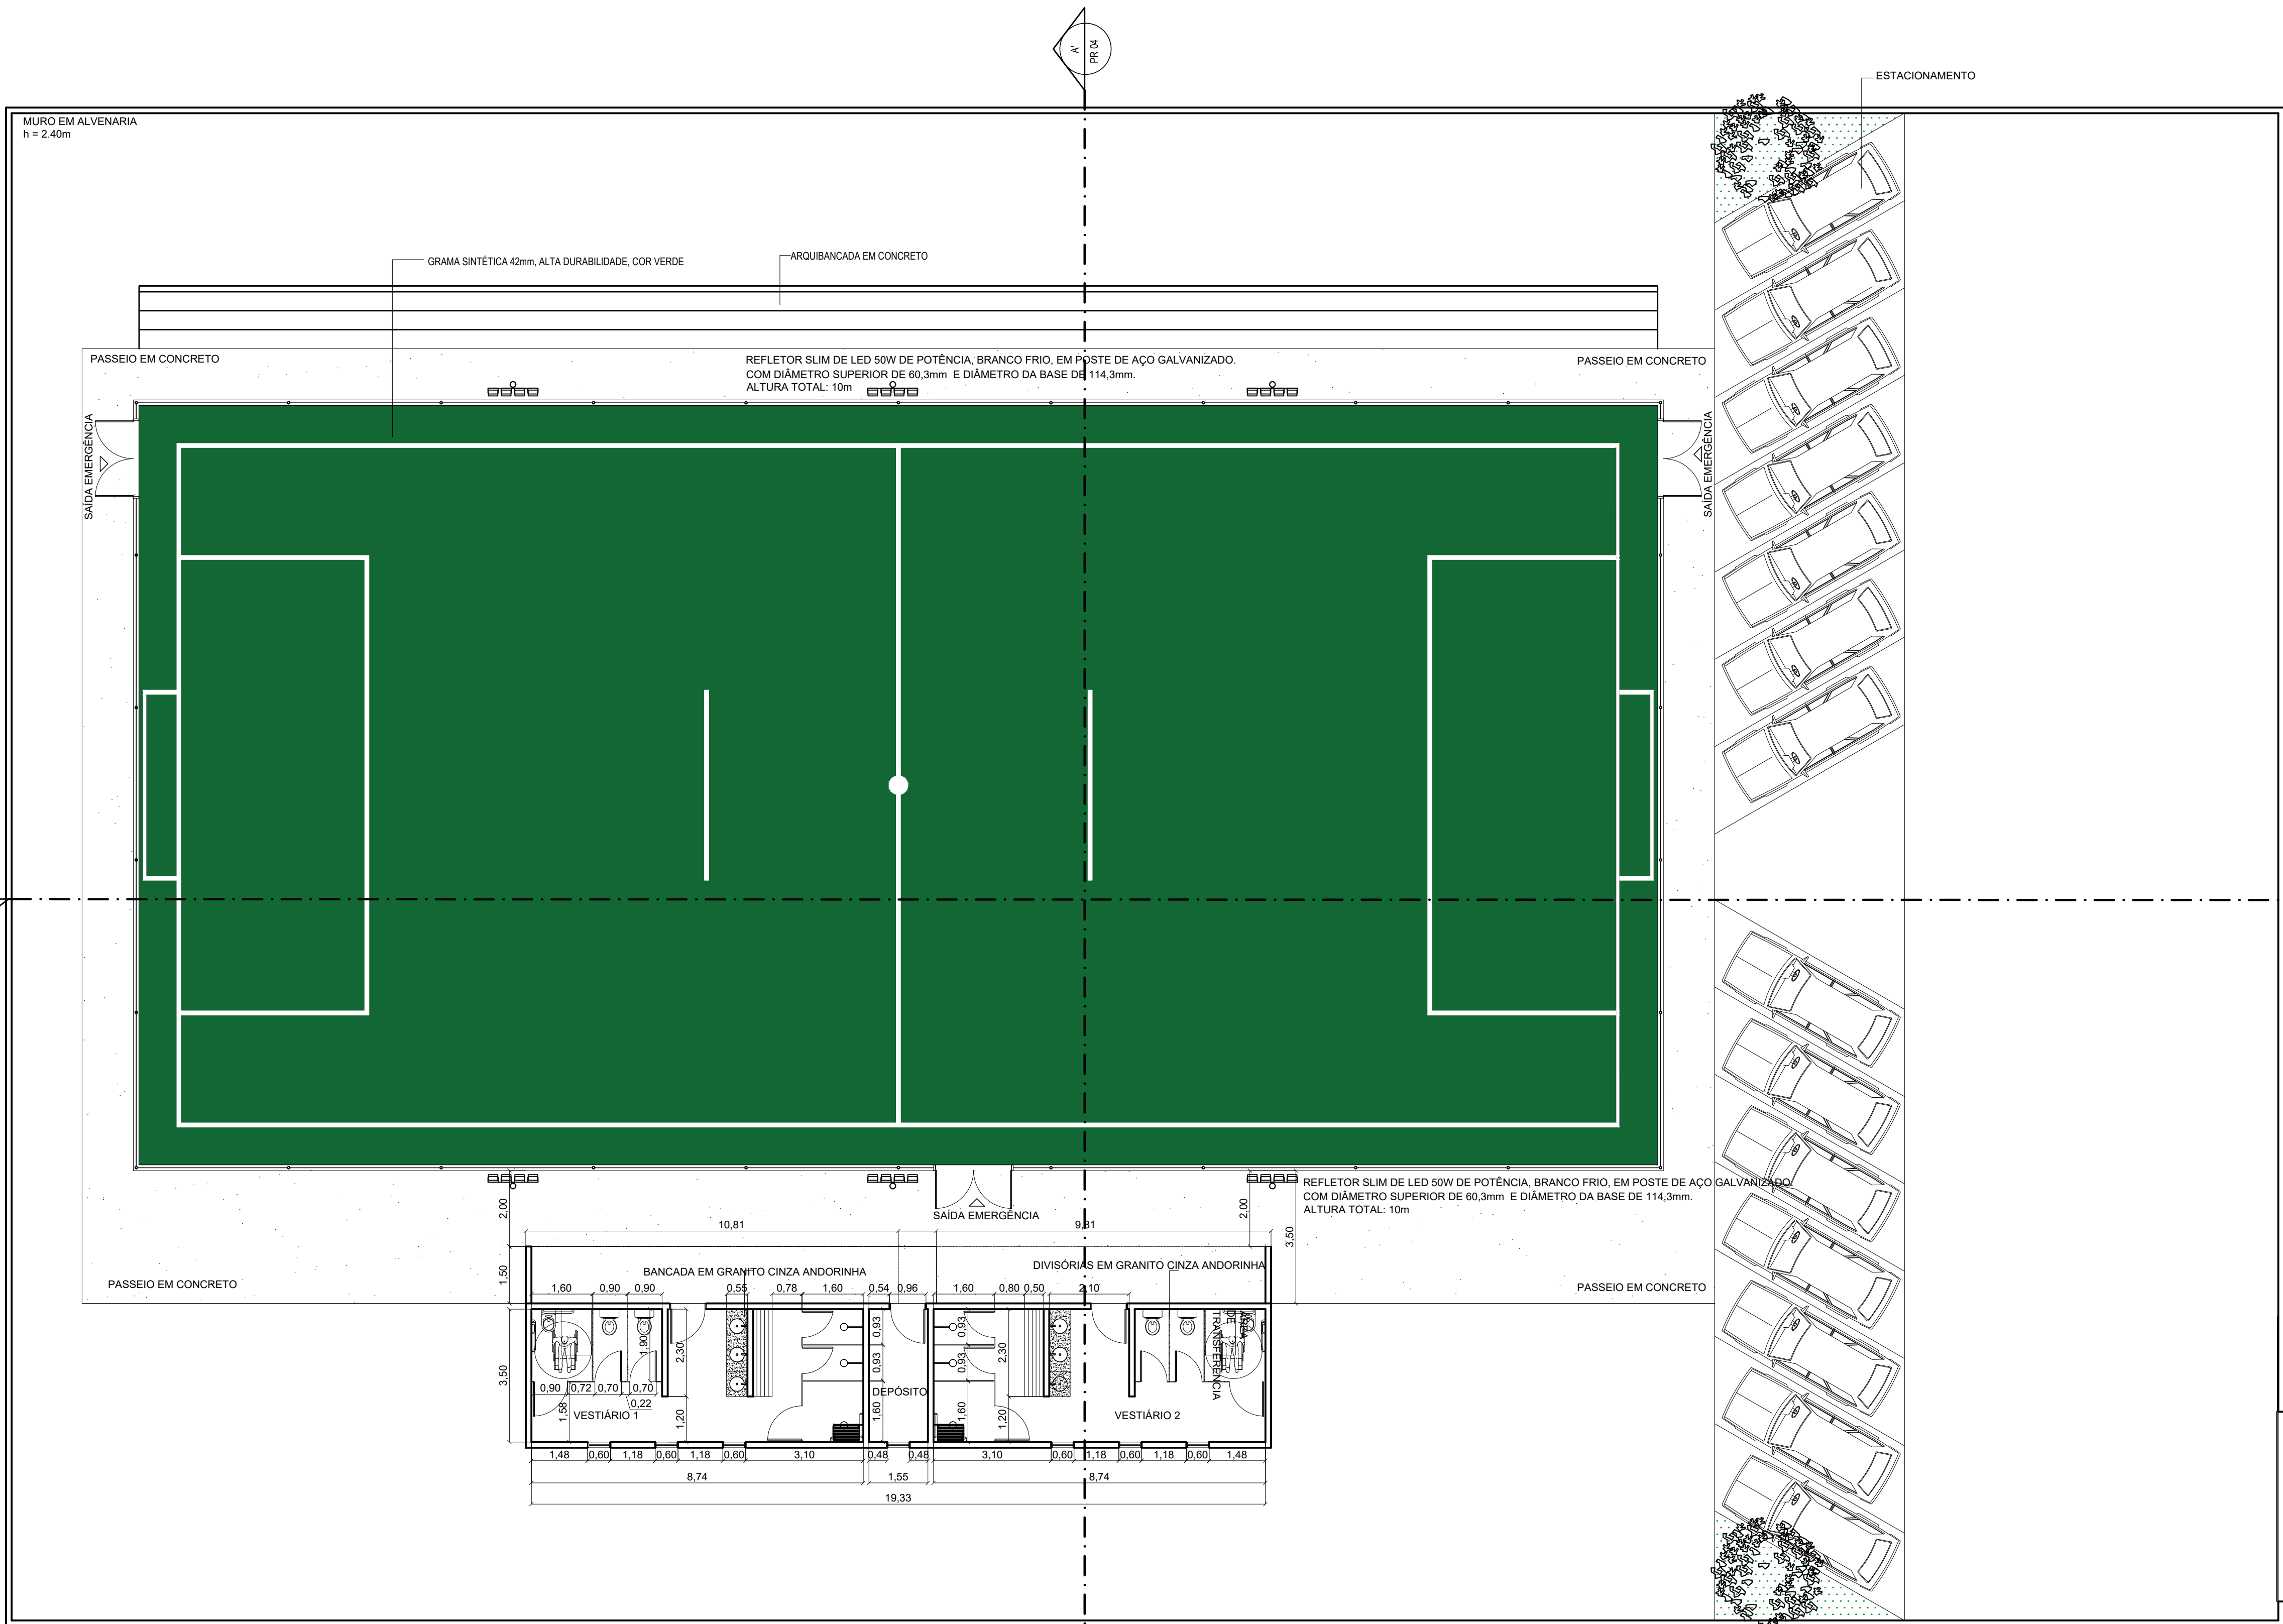 A'
PR 04
ESTACIONAMENTO
MURO EM ALVENARIA
h = 2.40m
GRAMA SINTÉTICA 42mm, ALTA DURABILIDADE, COR VERDE
ARQUIBANCADA EM CONCRETO
PASSEIO EM CONCRETO
REFLETOR SLIM DE LED 50W DE POTÊNCIA, BRANCO FRIO, EM POSTE DE AÇO GALVANIZADO.
COM DIÂMETRO SUPERIOR DE 60,3mm E DIÂMETRO DA BASE DE 114,3mm.
ALTURA TOTAL: 10m
PASSEIO EM CONCRETO
SAÍDA EMERGÊNCIA
SAÍDA EMERGÊNCIA
REFLETOR SLIM DE LED 50W DE POTÊNCIA, BRANCO FRIO, EM POSTE DE AÇO GALVANIZADO.
COM DIÂMETRO SUPERIOR DE 60,3mm E DIÂMETRO DA BASE DE 114,3mm.
ALTURA TOTAL: 10m
SAÍDA EMERGÊNCIA
2,00
2,00
3,50
10,81
9,81
1,50
PASSEIO EM CONCRETO
BANCADA EM GRANITO CINZA ANDORINHA
DIVISÓRIAS EM GRANITO CINZA ANDORINHA
PASSEIO EM CONCRETO
1,60 0,90 0,90 0,55 0,78 1,60 0,54 0,96 1,60 0,80 0,50 2,10
3,50
1,90
2,30
0,93
0,93
0,93
0,93
2,30
ÁREA
DE
TRANSFERÊNCIA
0,90 0,72 0,70 0,70
0,22
DEPÓSITO
1,58
VESTIÁRIO 1
1,20
1,60
1,60
1,20
VESTIÁRIO 2
1,48 0,60 1,18 0,60 1,18 0,60 3,10 0,48 0,48 3,10 0,60 1,18 0,60 1,18 0,60 1,48
8,74 1,55 8,74
19,33